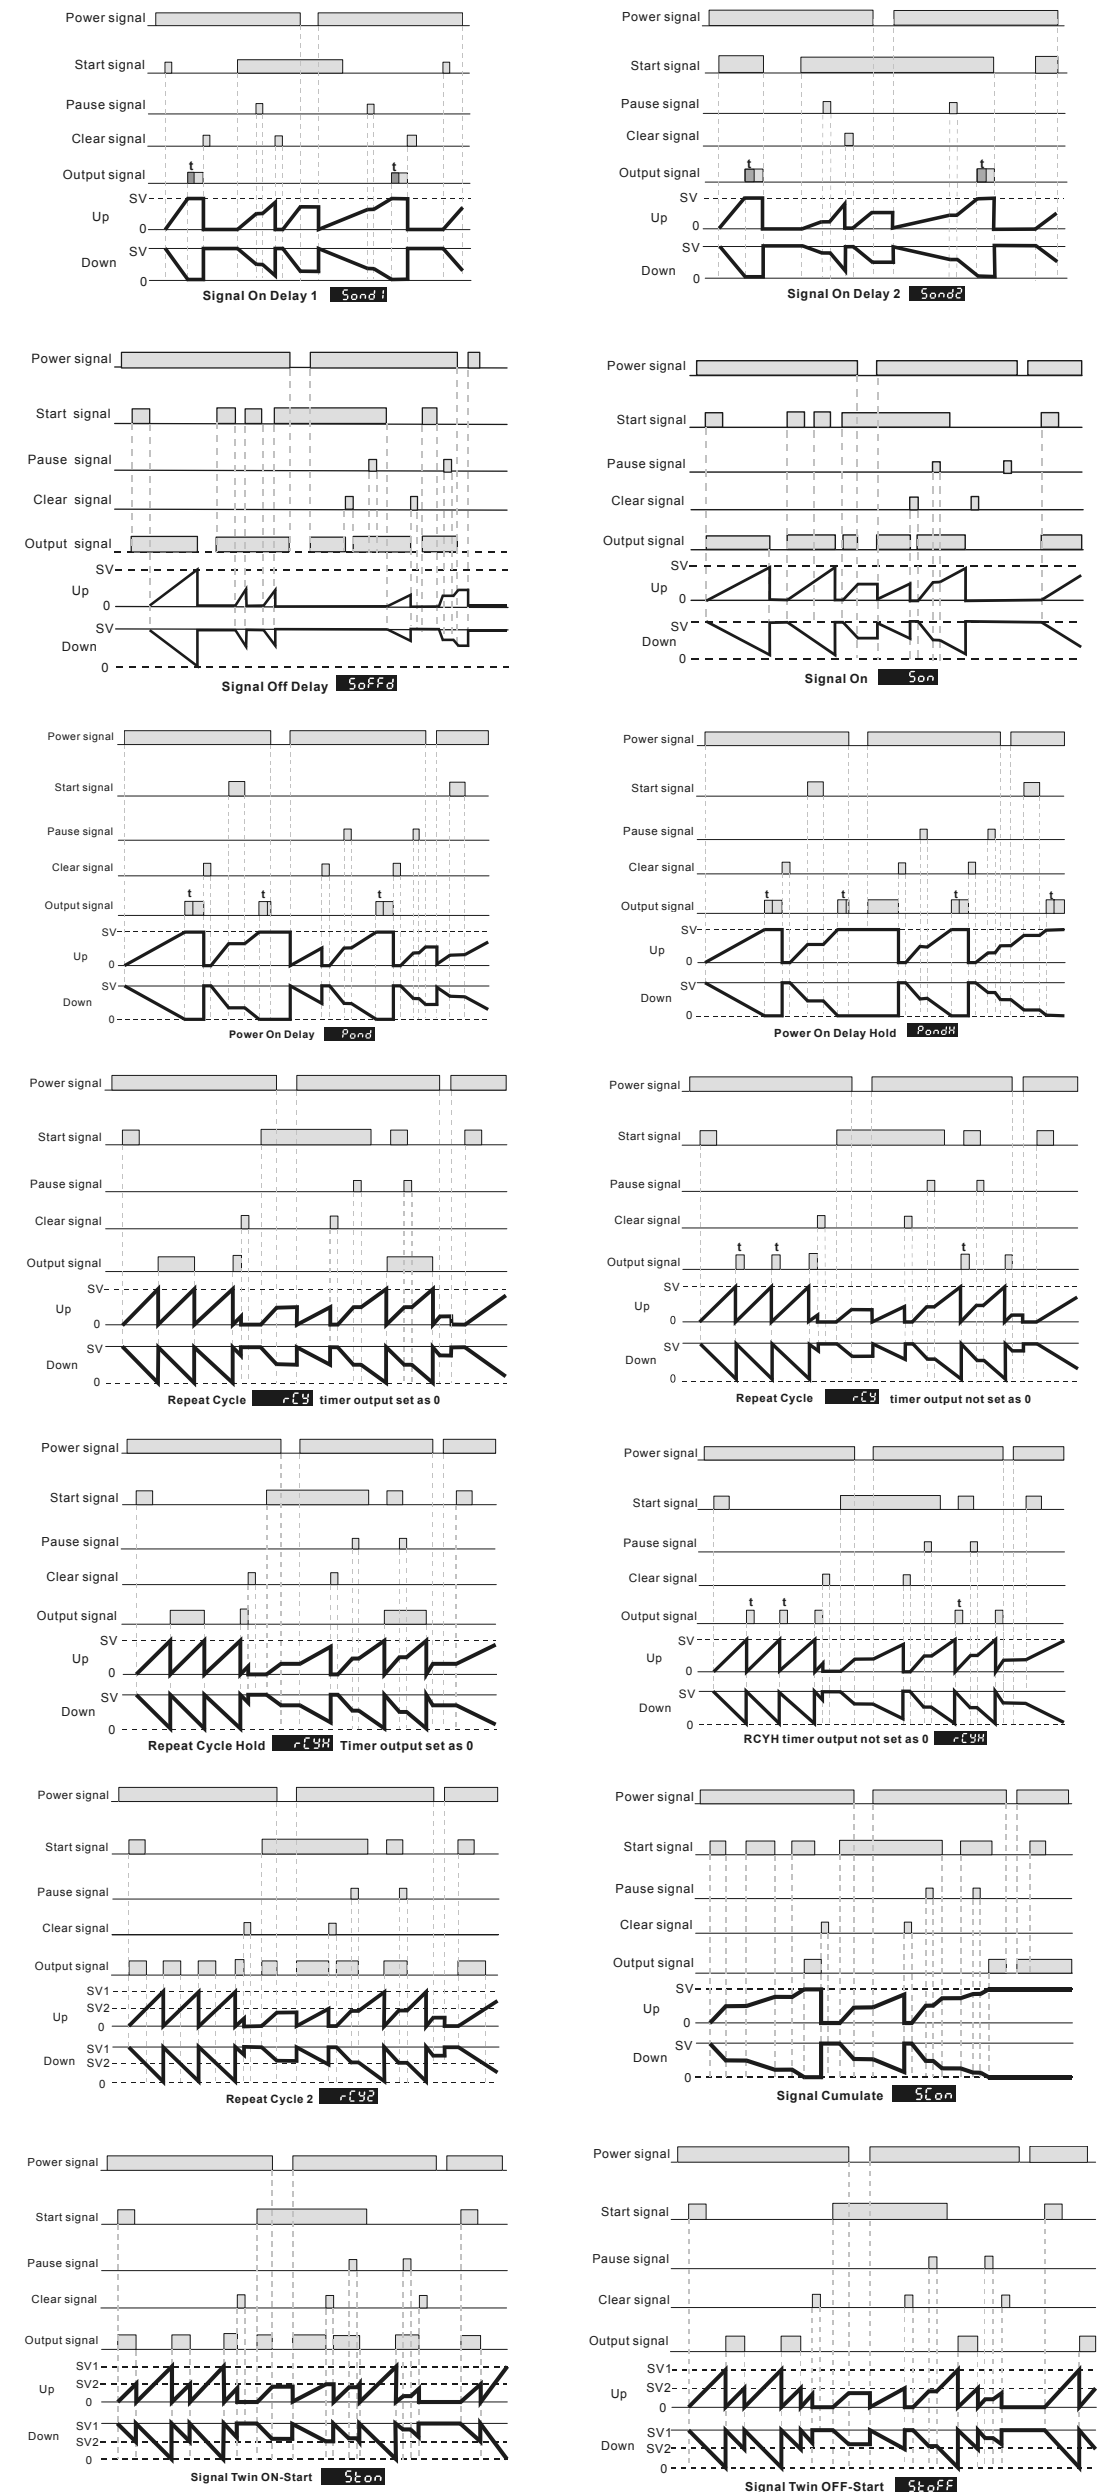 Power signal
Start signal
Pause signal
Clear signal
Output signal
t
t
SV
Up
0
SV
Down
0
Signal On Delay 1 Sond1
Power signal
Start signal
Pause signal
Clear signal
Output signal
t
t
SV
Up
0
SV
Down
0
Signal On Delay 2 Sond2
Power signal
Start signal
Pause signal
Clear signal
Output signal
SV
Up
0
SV
Down
0
Signal Off Delay SoFFd
Power signal
Start signal
Pause signal
Clear signal
Output signal
SV
Up
0
SV
Down
0
Signal On Son
Power signal
Start signal
Pause signal
Clear signal
Output signal
t
t
t
SV
Up
0
SV
Down
0
Power On Delay Pond
Power signal
Start signal
Pause signal
Clear signal
Output signal
t
t
t
t
SV
Up
0
SV
Down
0
Power On Delay Hold PondH
Power signal
Start signal
Pause signal
Clear signal
Output signal
SV
Up
0
SV
Down
0
Repeat Cycle rCY timer output set as 0
Power signal
Start signal
Pause signal
Clear signal
Output signal
t
t
t
SV
Up
0
SV
Down
0
Repeat Cycle rCY timer output not set as 0
Power signal
Start signal
Pause signal
Clear signal
Output signal
SV
Up
0
SV
Down
0
Repeat Cycle Hold rCYH Timer output set as 0
Power signal
Start signal
Pause signal
Clear signal
Output signal
t
t
t
SV
Up
0
SV
Down
0
RCYH timer output not set as 0 rCYH
Power signal
Start signal
Pause signal
Clear signal
Output signal
SV1
SV2
Up
0
SV1
Down
SV2
0
Repeat Cycle 2 rCY2
Power signal
Start signal
Pause signal
Clear signal
Output signal
SV
Up
0
SV
Down
0
Signal Cumulate SCon
Power signal
Start signal
Pause signal
Clear signal
Output signal
SV1
SV2
Up
0
SV1
Down
SV2
0
Signal Twin ON-Start Ston
Power signal
Start signal
Pause signal
Clear signal
Output signal
SV1
SV2
Up
0
SV1
Down
SV2
0
Signal Twin OFF-Start StoFF